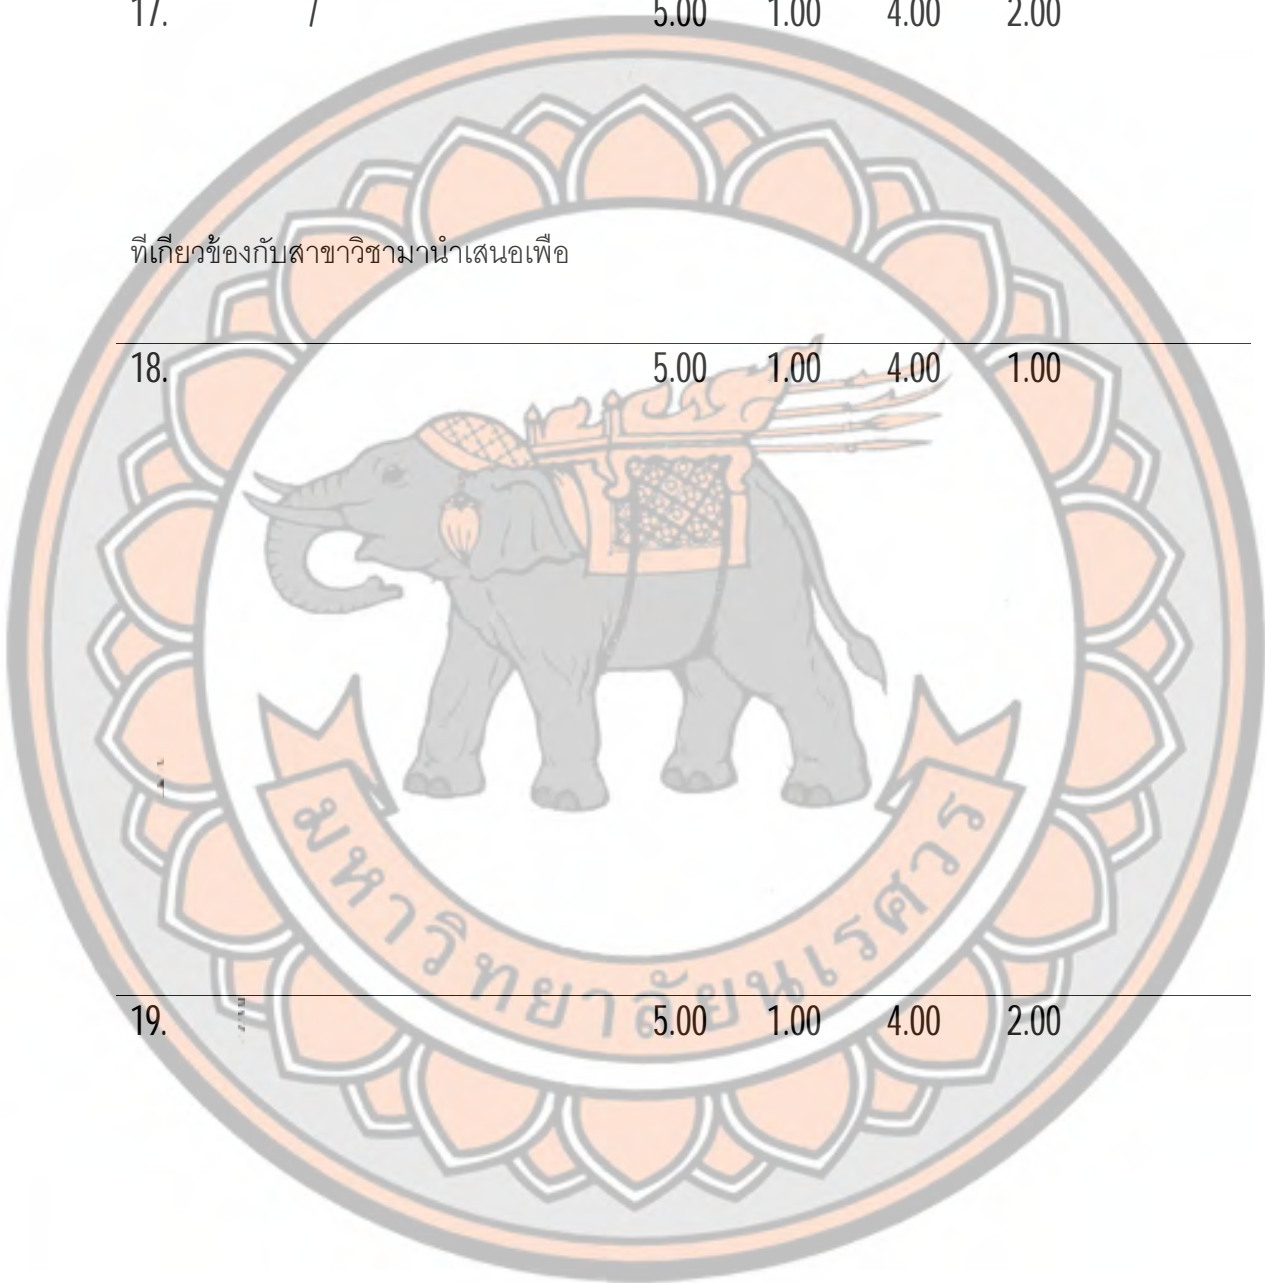 17. / 5.00 1.00 4.00 2.00
ที่เกี่ยวข้องกับสาขาวิชามานำเสนอเพื่อ
18. 5.00 1.00 4.00 1.00
มหาวิทยาลัยนเรศวร
19. 5.00 1.00 4.00 2.00